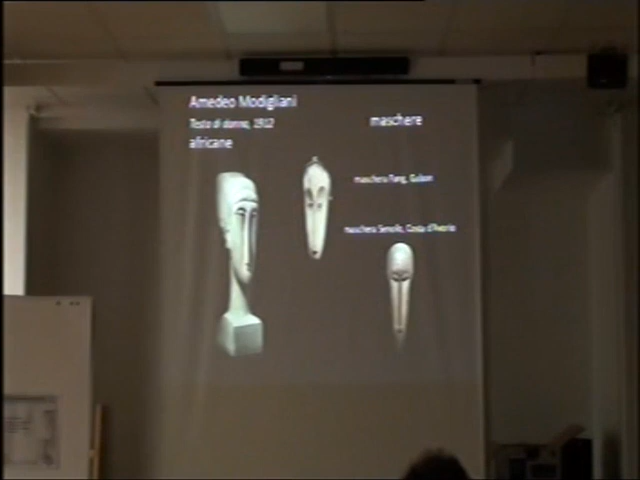 Amedeo Modigliani
Testa di donna, 1912
maschere
africane
maschera Fang, Gabon
maschera Senufo, Costa d'Avorio